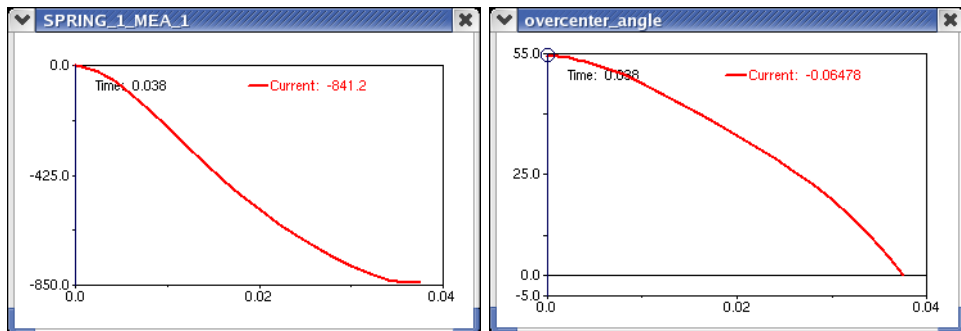 SPRING_1_MEA_1
0.0
Time: 0.038
Current: -841.2
-425.0
-850.0
0.0
0.02
0.04
overcenter_angle
55.0
Time: 0.038
Current: -0.06478
25.0
0.0
-5.0
0.0
0.02
0.04